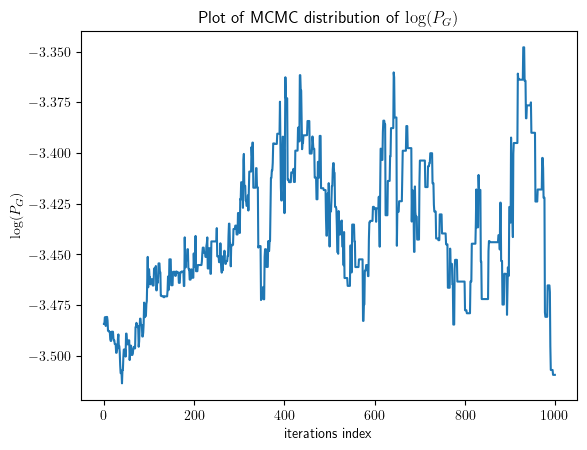 Plot of MCMC distribution of log(P_G)
−3.350
−3.375
−3.400
−3.425
−3.450
−3.475
−3.500
log(P_G)
0 200 400 600 800 1000
iterations index